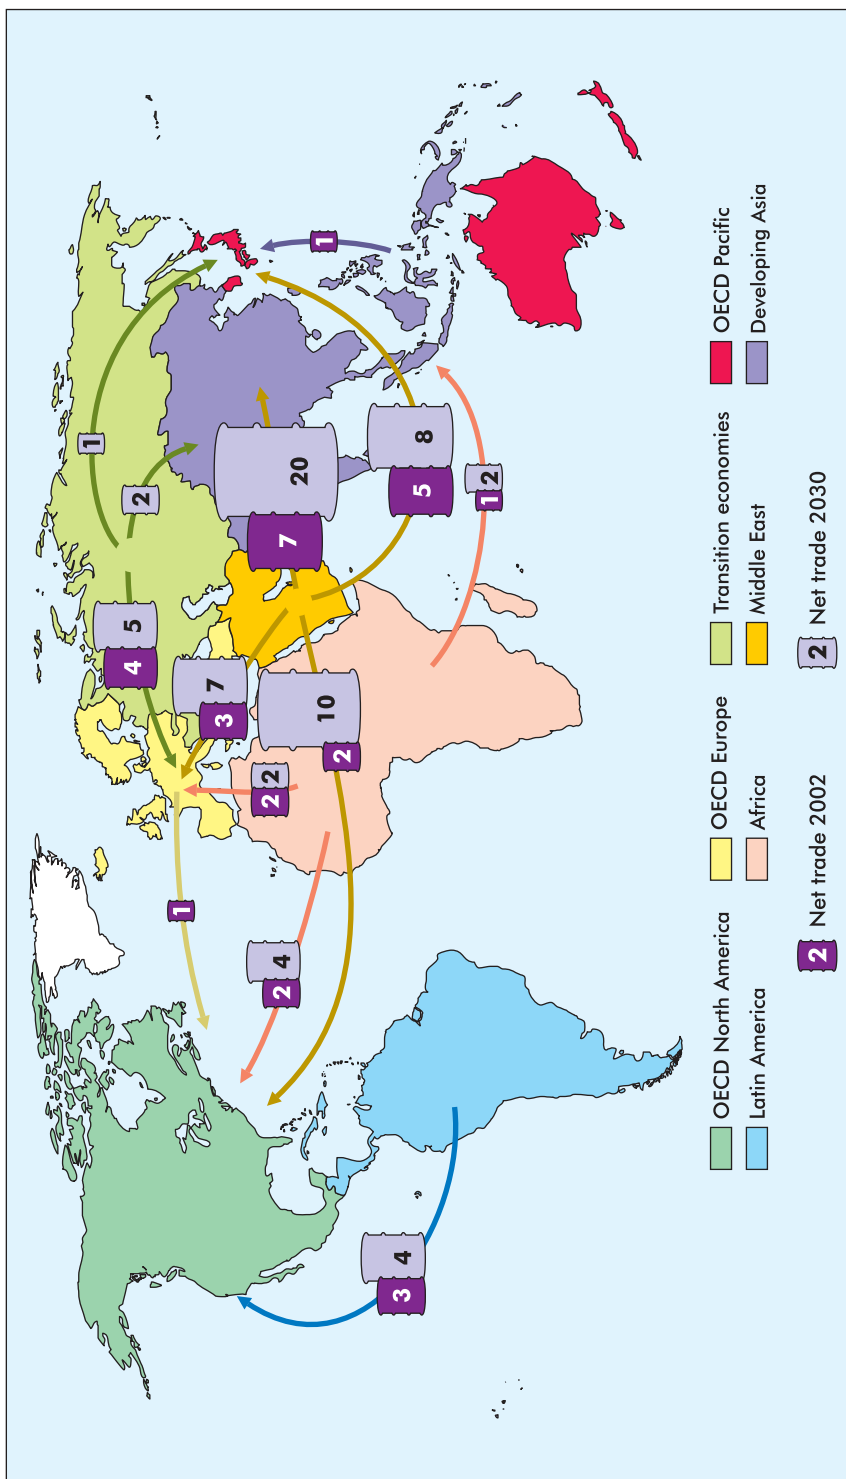 1
2
5
4
7
3
20
7
8
5
1
2
1
10
2
2
2
1
4
2
4
3
OECD North America
OECD Europe
Transition economies
OECD Pacific
Latin America
Africa
Middle East
Developing Asia
2 Net trade 2002
2 Net trade 2030